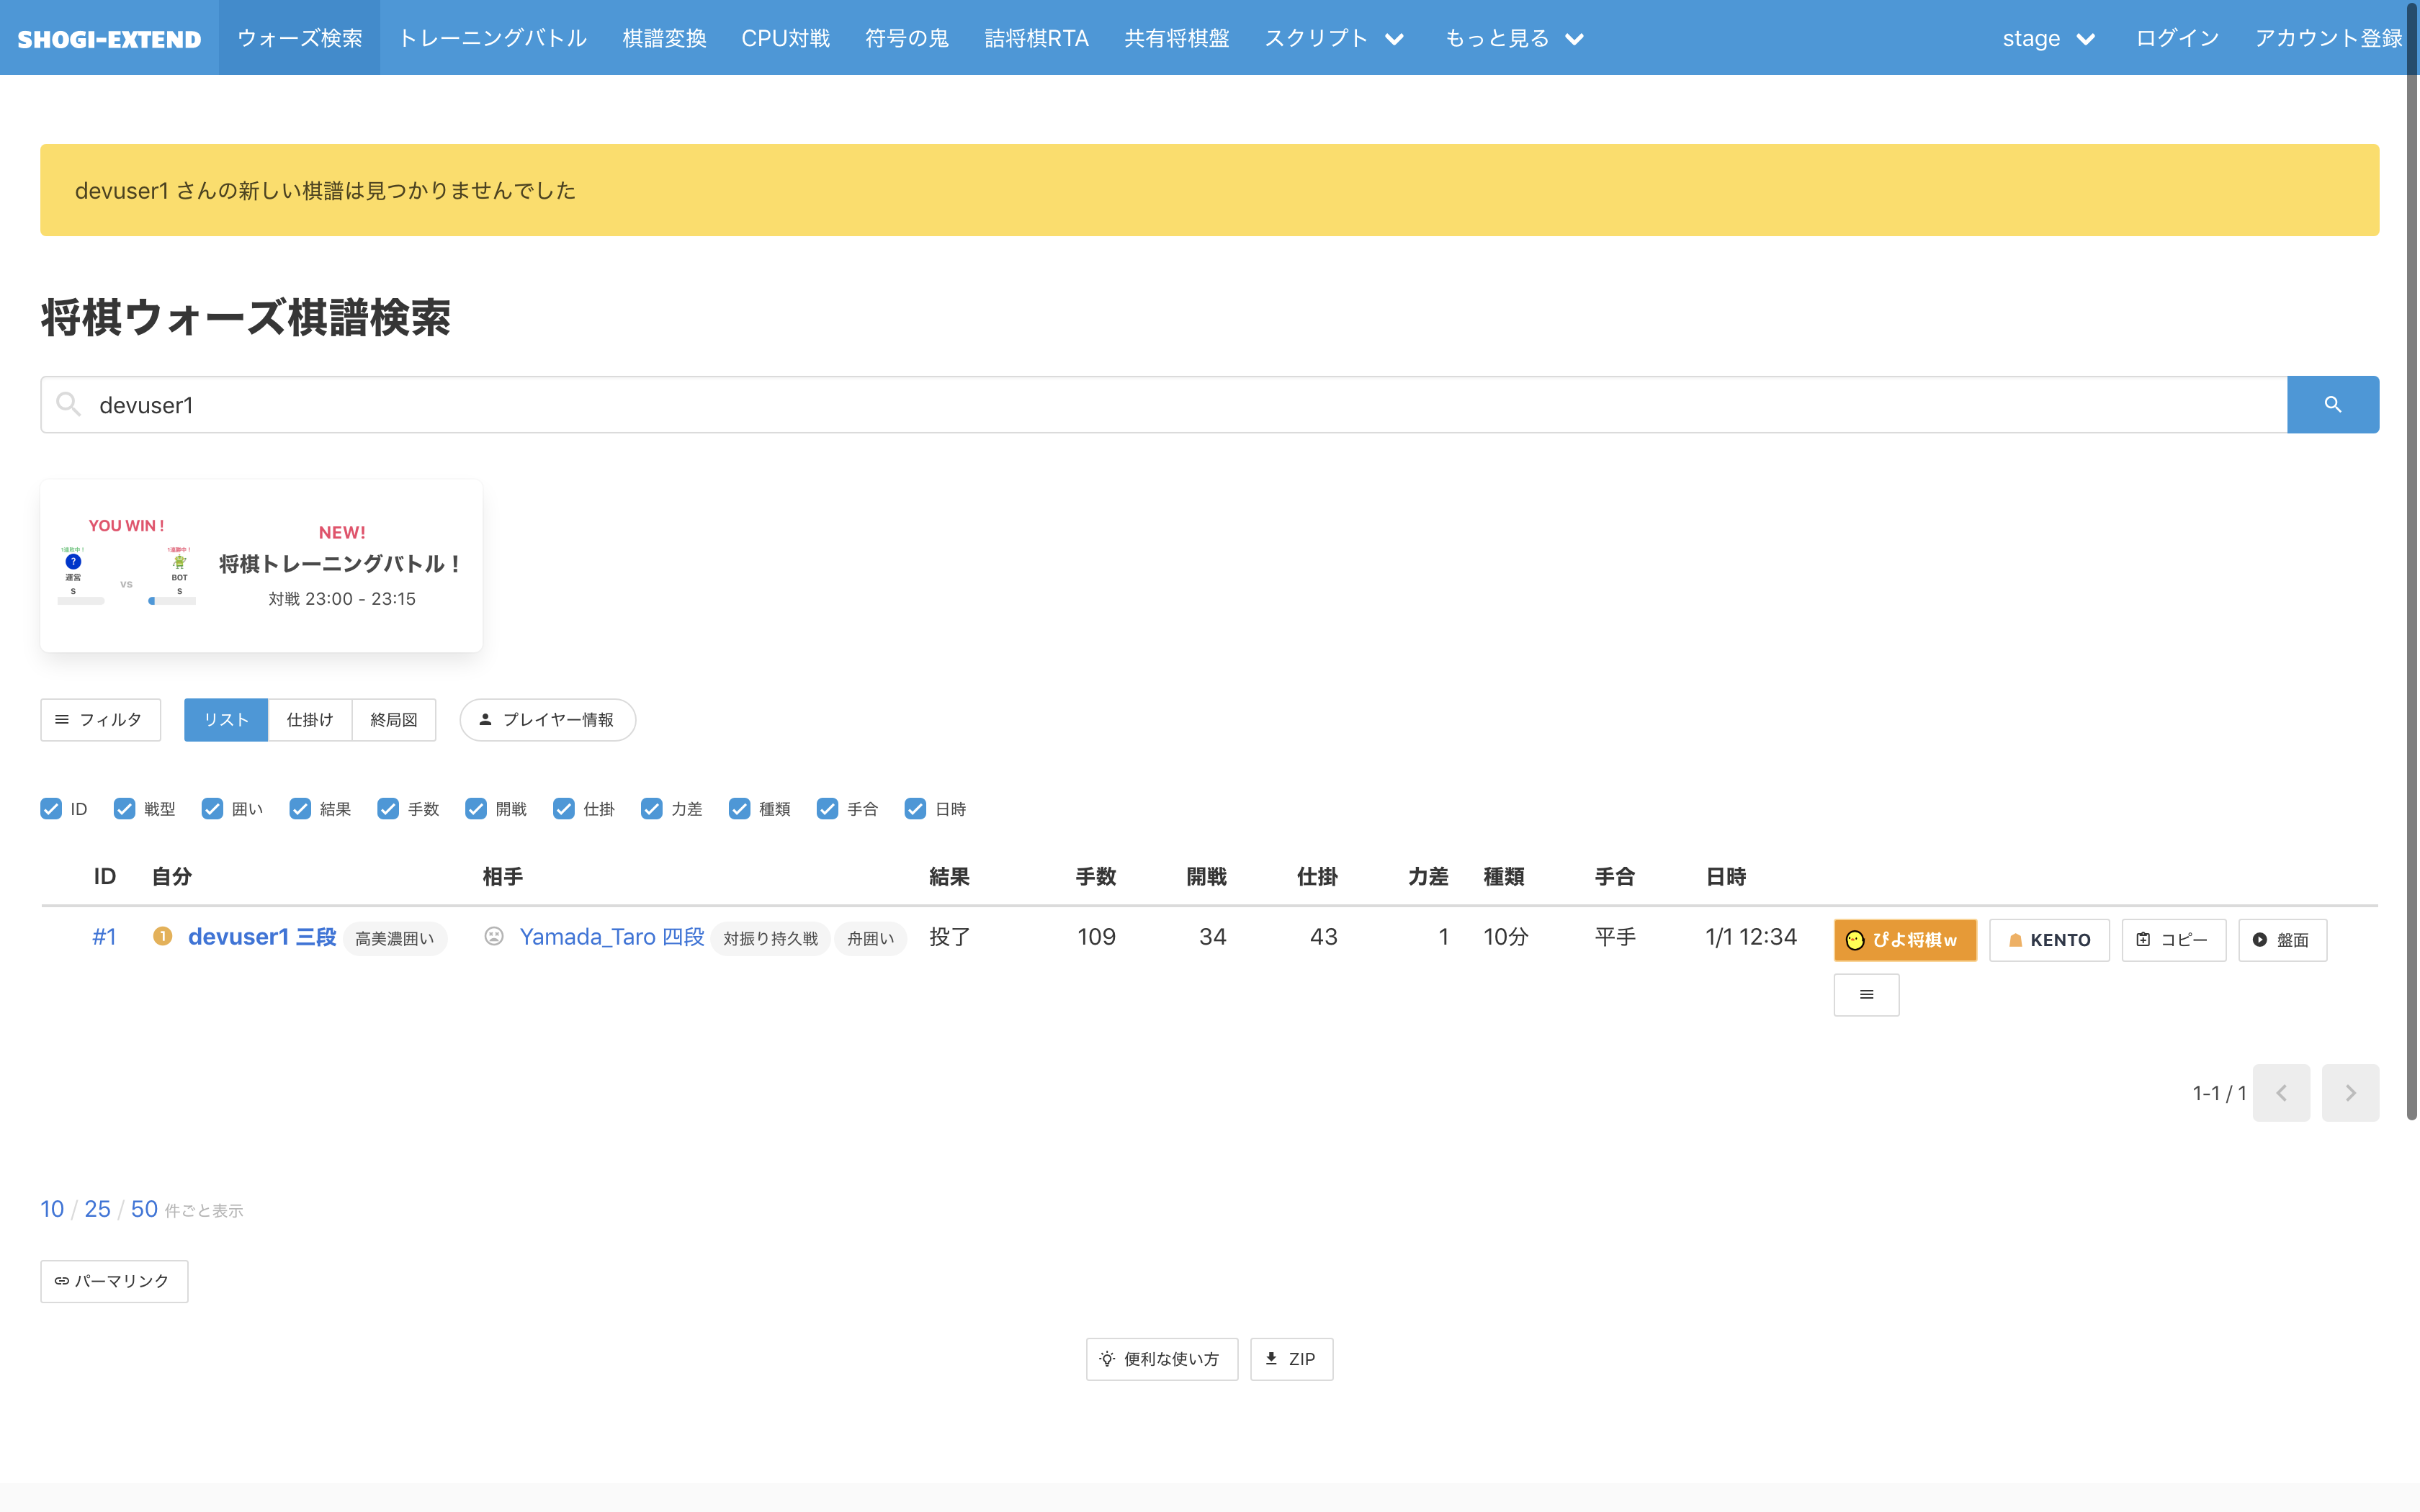 SHOGI-EXTEND ウォーズ検索 トレーニングバトル 棋譜変換 CPU対戦 符号の鬼 詰将棋RTA 共有将棋盤 スクリプト もっと見る stage ログイン アカウント登録
devuser1 さんの新しい棋譜は見つかりませんでした
将棋ウォーズ棋譜検索
devuser1
YOU WIN !
1連敗中! 1連勝中!
?
運営 vs BOT
S S
NEW!
将棋トレーニングバトル!
対戦 23:00 - 23:15
フィルタ リスト 仕掛け 終局図 プレイヤー情報
ID 戦型 囲い 結果 手数 開戦 仕掛 力差 種類 手合 日時
ID 自分 相手 結果 手数 開戦 仕掛 力差 種類 手合 日時
#1 1 devuser1 三段 高美濃囲い Yamada_Taro 四段 対振り持久戦 舟囲い 投了 109 34 43 1 10分 平手 1/1 12:34 ぴよ将棋w KENTO コピー 盤面
1-1 / 1
10 / 25 / 50 件ごと表示
パーマリンク
便利な使い方 ZIP